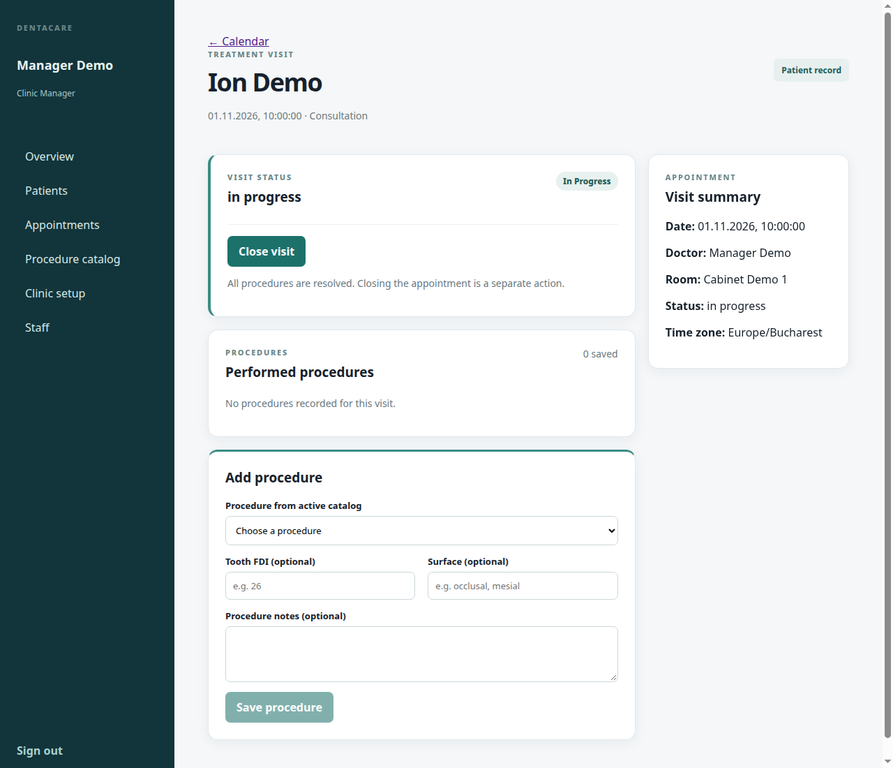 DENTACARE
Manager Demo
Clinic Manager
Overview
Patients
Appointments
Procedure catalog
Clinic setup
Staff
Sign out
← Calendar
TREATMENT VISIT
Ion Demo
01.11.2026, 10:00:00 · Consultation
Patient record
VISIT STATUS
in progress
In Progress
Close visit
All procedures are resolved. Closing the appointment is a separate action.
PROCEDURES
Performed procedures
0 saved
No procedures recorded for this visit.
Add procedure
Procedure from active catalog
Choose a procedure
Tooth FDI (optional)
Surface (optional)
e.g. 26
e.g. occlusal, mesial
Procedure notes (optional)
Save procedure
APPOINTMENT
Visit summary
Date: 01.11.2026, 10:00:00
Doctor: Manager Demo
Room: Cabinet Demo 1
Status: in progress
Time zone: Europe/Bucharest